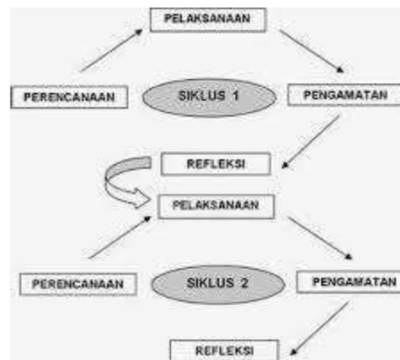 PELAKSANAAN
PERENCANAAN
SIKLUS 1
PENGAMATAN
REFLEKSI
PELAKSANAAN
PERENCANAAN
SIKLUS 2
PENGAMATAN
REFLEKSI